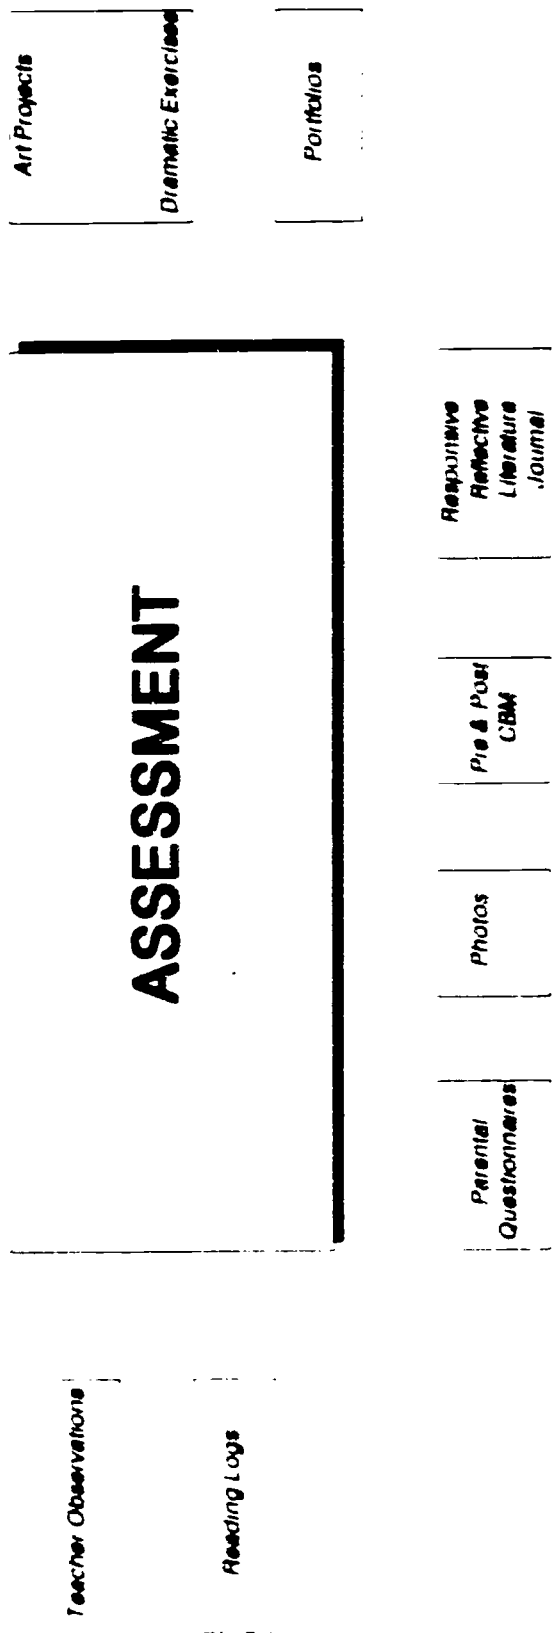 Teacher Observations
Reading Logs
ASSESSMENT
Art Projects
Dramatic Exercises
Portfolios
Parental
Questionnaires
Photos
Pre & Post
CBM
Responsive
Reflective
Literature
Journal